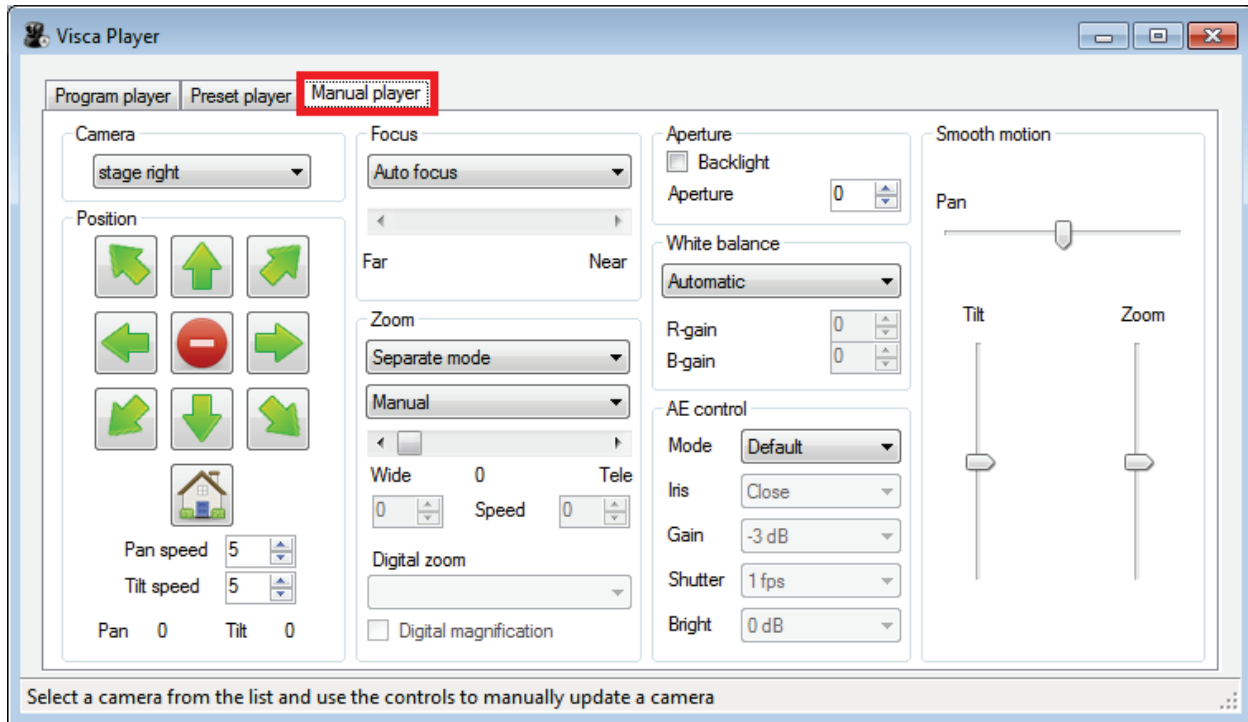 Visca Player
Program player
Preset player
Manual player
Camera
stage right
Position
Pan speed 5
Tilt speed 5
Pan 0 Tilt 0
Focus
Auto focus
Far Near
Zoom
Separate mode
Manual
Wide 0 Tele
0 Speed 0
Digital zoom
Digital magnification
Aperture
Backlight
Aperture 0
White balance
Automatic
R-gain 0
B-gain 0
AE control
Mode Default
Iris Close
Gain -3 dB
Shutter 1 fps
Bright 0 dB
Smooth motion
Pan
Tilt Zoom
Select a camera from the list and use the controls to manually update a camera